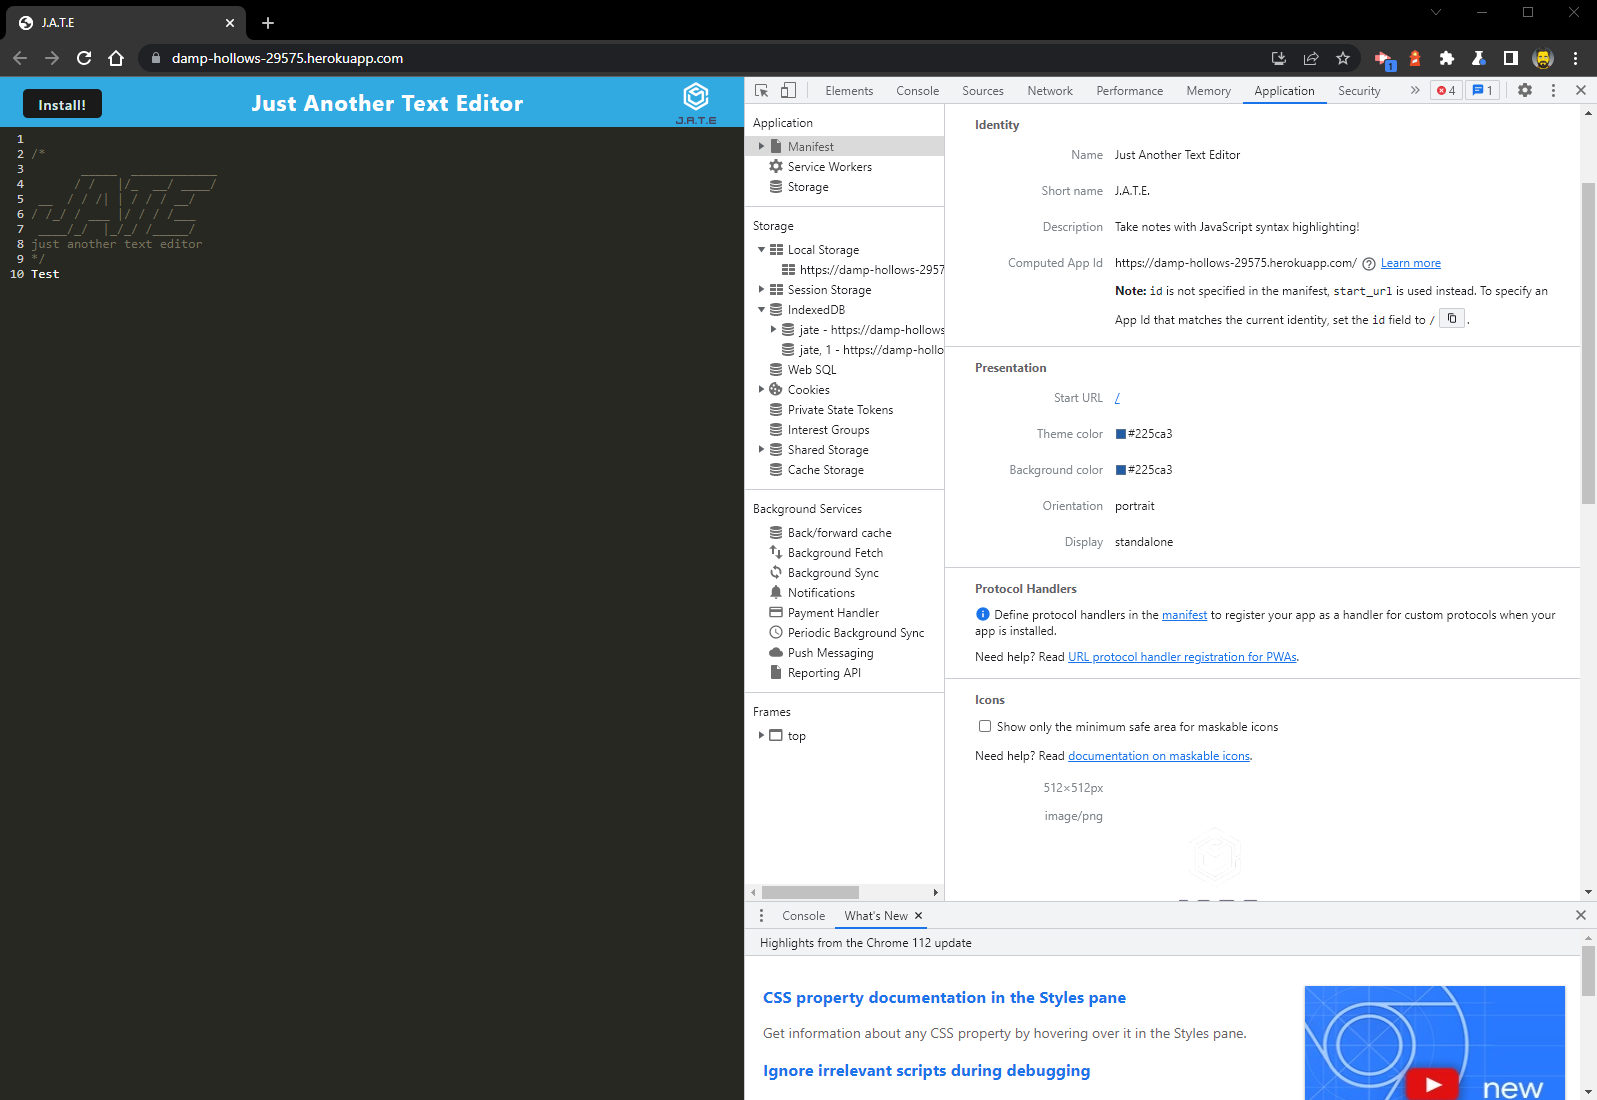 J.A.T.E
damp-hollows-29575.herokuapp.com
1
Install!
Just Another Text Editor
J.A.T.E
1
2 /*
3       _____  ____________
4      / /   |/_  __/ ____/
5  __  / / /| | / / / __/
6 / /_/ / ___ |/ / / /___
7  ____/_/  |_/_/ /_____/
8 just another text editor
9 */
10 Test
Elements Console Sources Network Performance Memory Application Security » 4 1
Application
Manifest
Service Workers
Storage
Storage
Local Storage
https://damp-hollows-2957
Session Storage
IndexedDB
jate - https://damp-hollows
jate, 1 - https://damp-hollo
Web SQL
Cookies
Private State Tokens
Interest Groups
Shared Storage
Cache Storage
Background Services
Back/forward cache
Background Fetch
Background Sync
Notifications
Payment Handler
Periodic Background Sync
Push Messaging
Reporting API
Frames
top
Identity
Name Just Another Text Editor
Short name J.A.T.E.
Description Take notes with JavaScript syntax highlighting!
Computed App Id https://damp-hollows-29575.herokuapp.com/ Learn more
Note: id is not specified in the manifest, start_url is used instead. To specify an
App Id that matches the current identity, set the id field to / .
Presentation
Start URL /
Theme color #225ca3
Background color #225ca3
Orientation portrait
Display standalone
Protocol Handlers
Define protocol handlers in the manifest to register your app as a handler for custom protocols when your
app is installed.
Need help? Read URL protocol handler registration for PWAs.
Icons
Show only the minimum safe area for maskable icons
Need help? Read documentation on maskable icons.
512×512px
image/png
Console What's New
Highlights from the Chrome 112 update
CSS property documentation in the Styles pane
Get information about any CSS property by hovering over it in the Styles pane.
Ignore irrelevant scripts during debugging
new